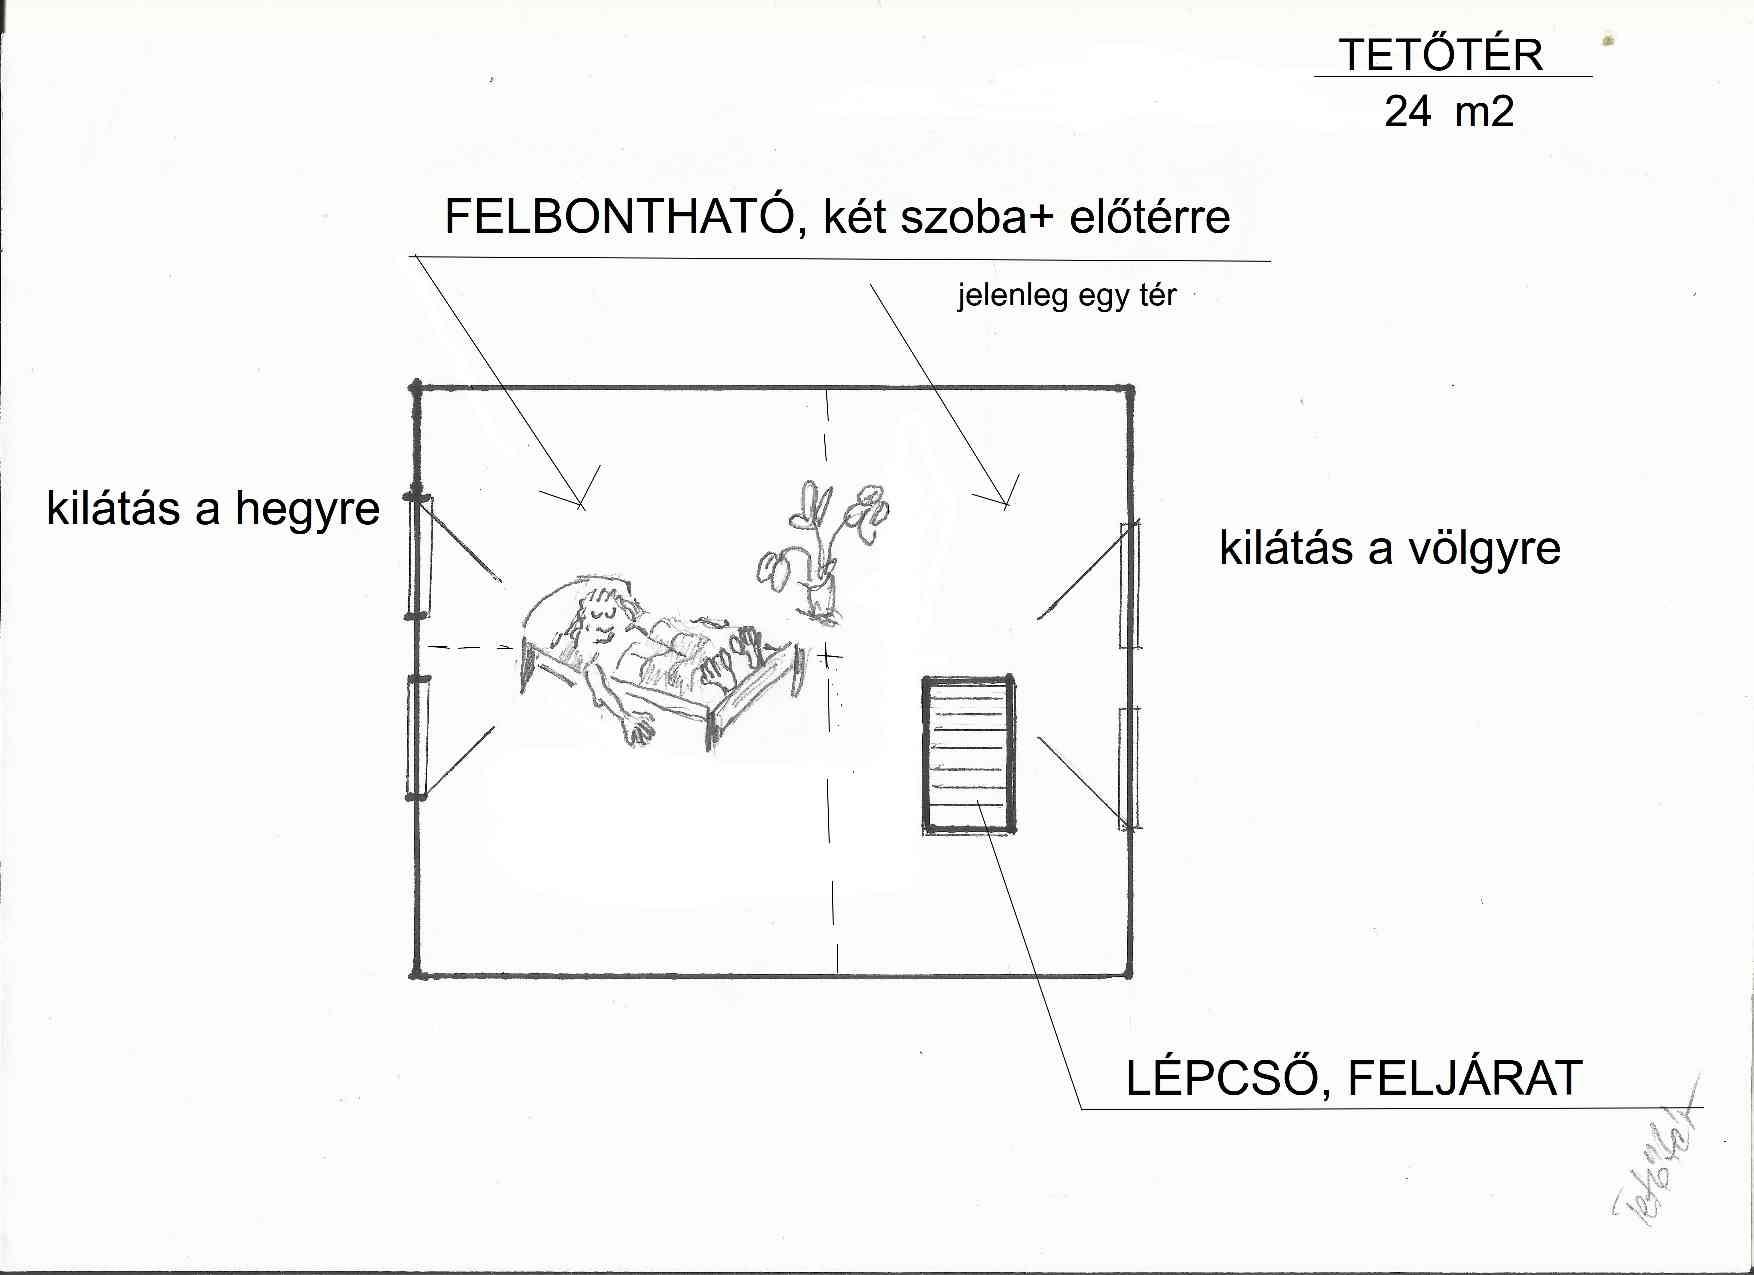 TETŐTÉR
24 m2
FELBONTHATÓ, két szoba+ előtérre
jelenleg egy tér
kilátás a hegyre
kilátás a völgyre
LÉPCSŐ, FELJÁRAT
Tetőtér